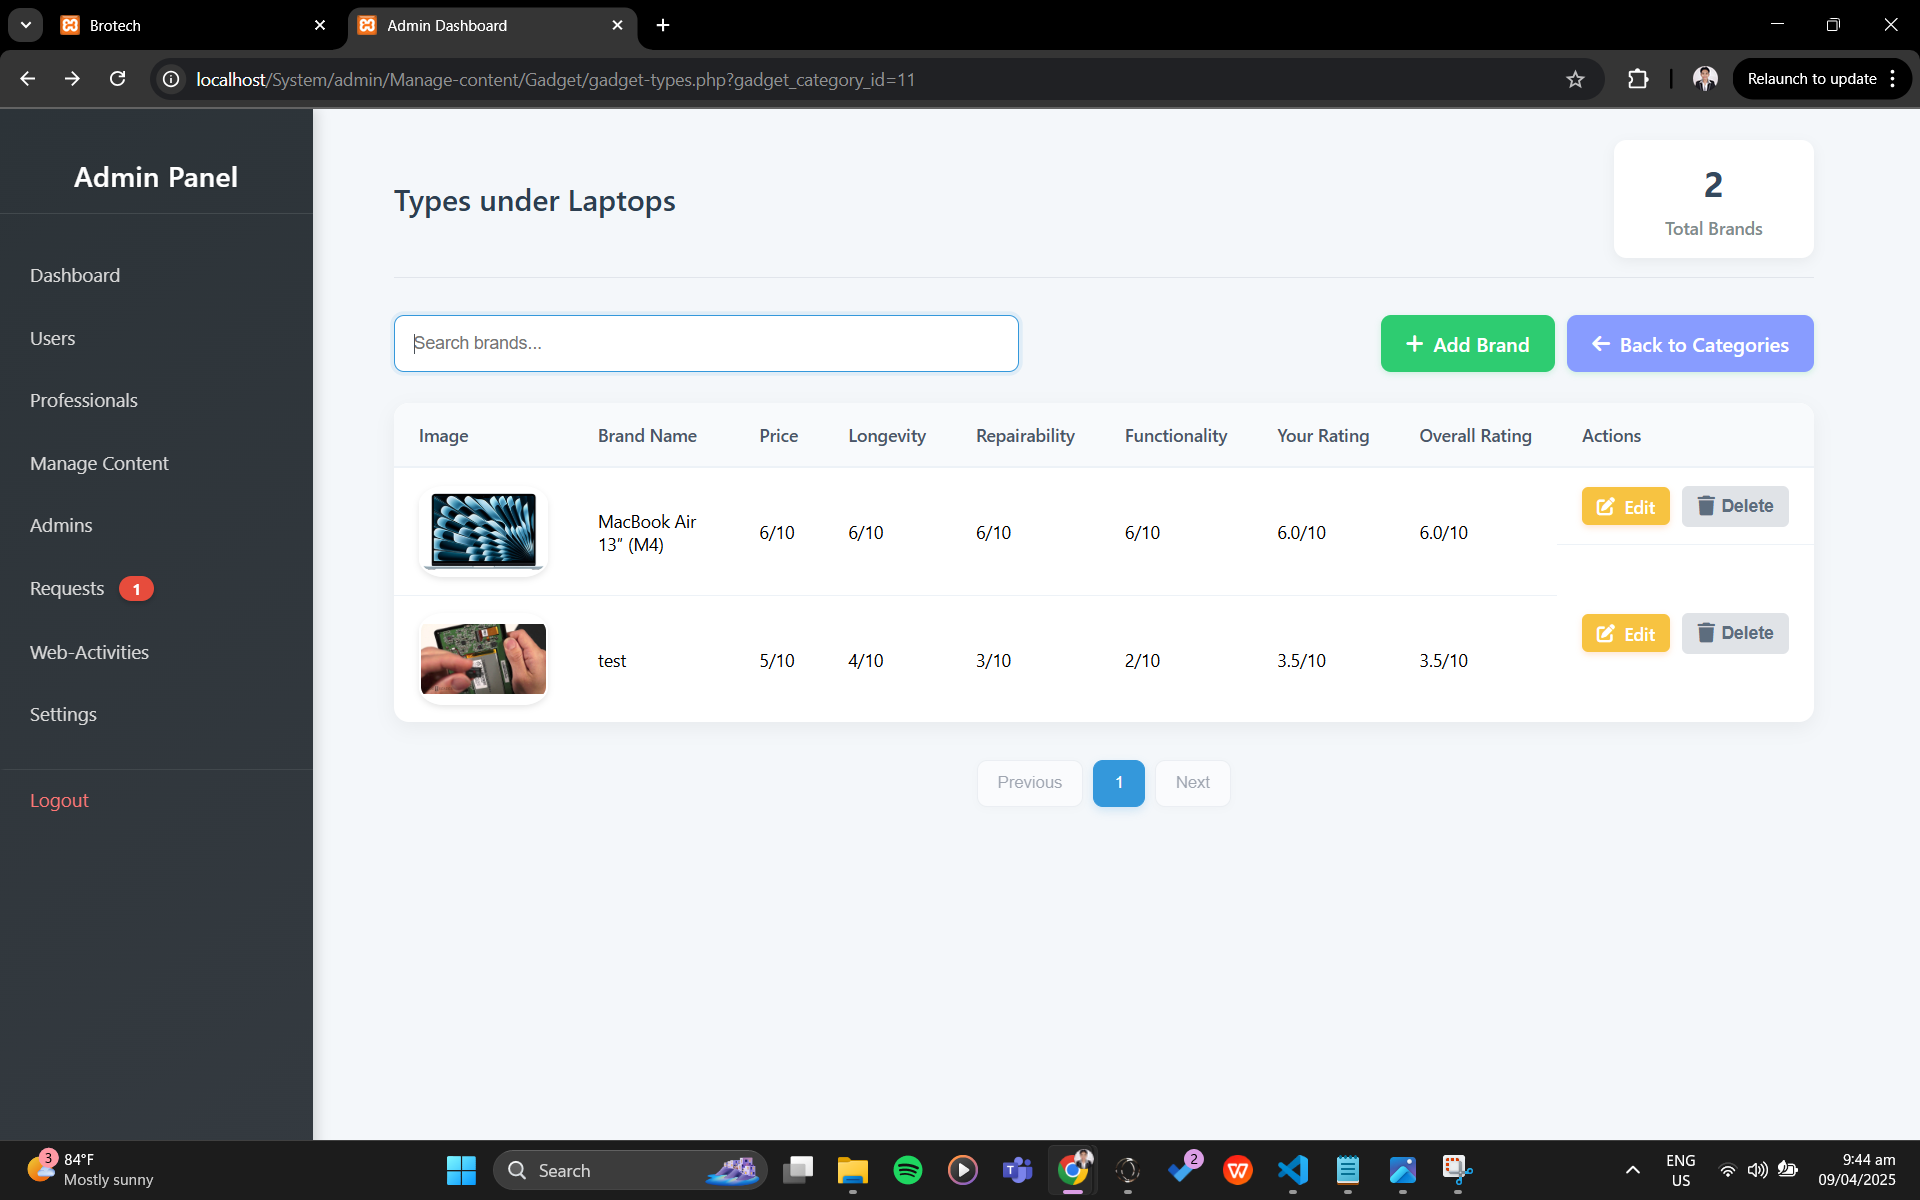 Brotech
Admin Dashboard
localhost/System/admin/Manage-content/Gadget/gadget-types.php?gadget_category_id=11
Relaunch to update
Admin Panel
Dashboard
Users
Professionals
Manage Content
Admins
Requests 1
Web-Activities
Settings
Logout
Types under Laptops
2
Total Brands
Search brands...
Add Brand
Back to Categories
Image Brand Name Price Longevity Repairability Functionality Your Rating Overall Rating Actions
MacBook Air
13" (M4)
6/10 6/10 6/10 6/10 6.0/10 6.0/10
Edit Delete
test 5/10 4/10 3/10 2/10 3.5/10 3.5/10
Edit Delete
Previous 1 Next
3
84°F
Mostly sunny
Search
2
ENG
US
9:44 am
09/04/2025